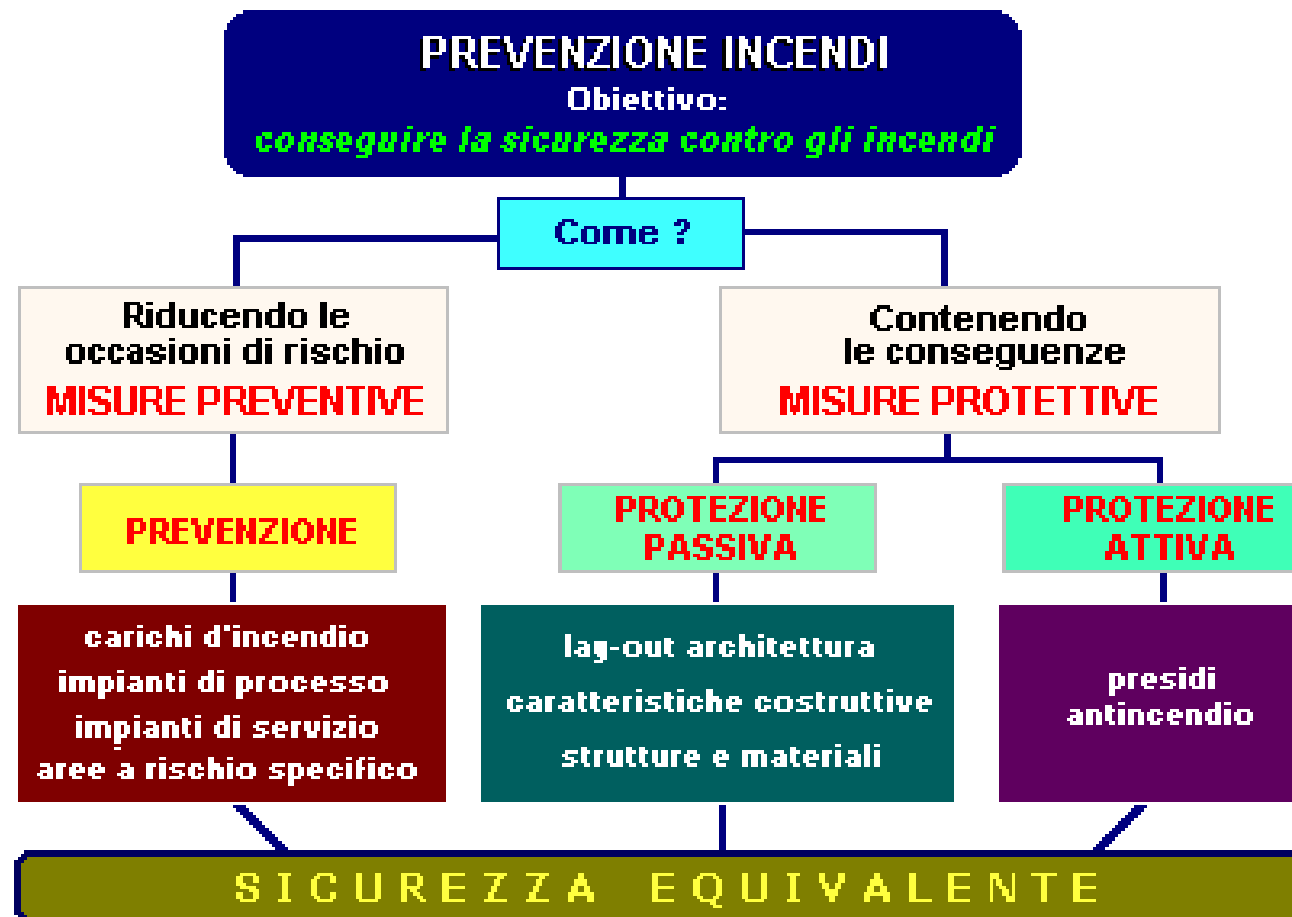 PREVENZIONE INCENDI
Obiettivo:
conseguire la sicurezza contro gli incendi
Come ?
Riducendo le
occasioni di rischio
MISURE PREVENTIVE
Contenendo
le conseguenze
MISURE PROTETTIVE
PREVENZIONE
PROTEZIONE
PASSIVA
PROTEZIONE
ATTIVA
carichi d'incendio
impianti di processo
impianti di servizio
aree a rischio specifico
lay-out architettura
caratteristiche costruttive
strutture e materiali
presidi
antincendio
SICUREZZA EQUIVALENTE